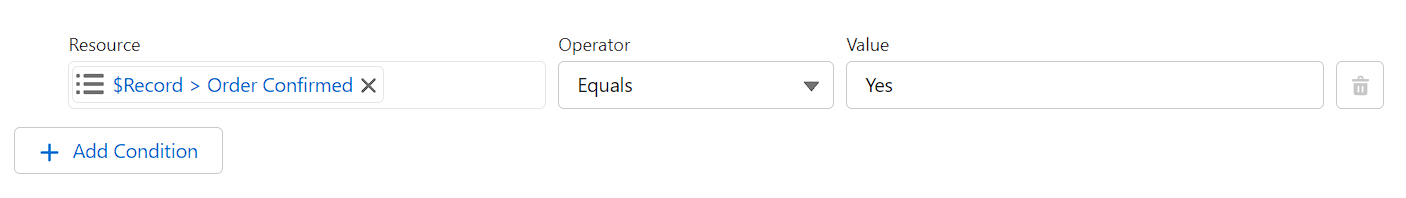 Resource Operator Value
$Record > Order Confirmed Equals Yes
Add Condition